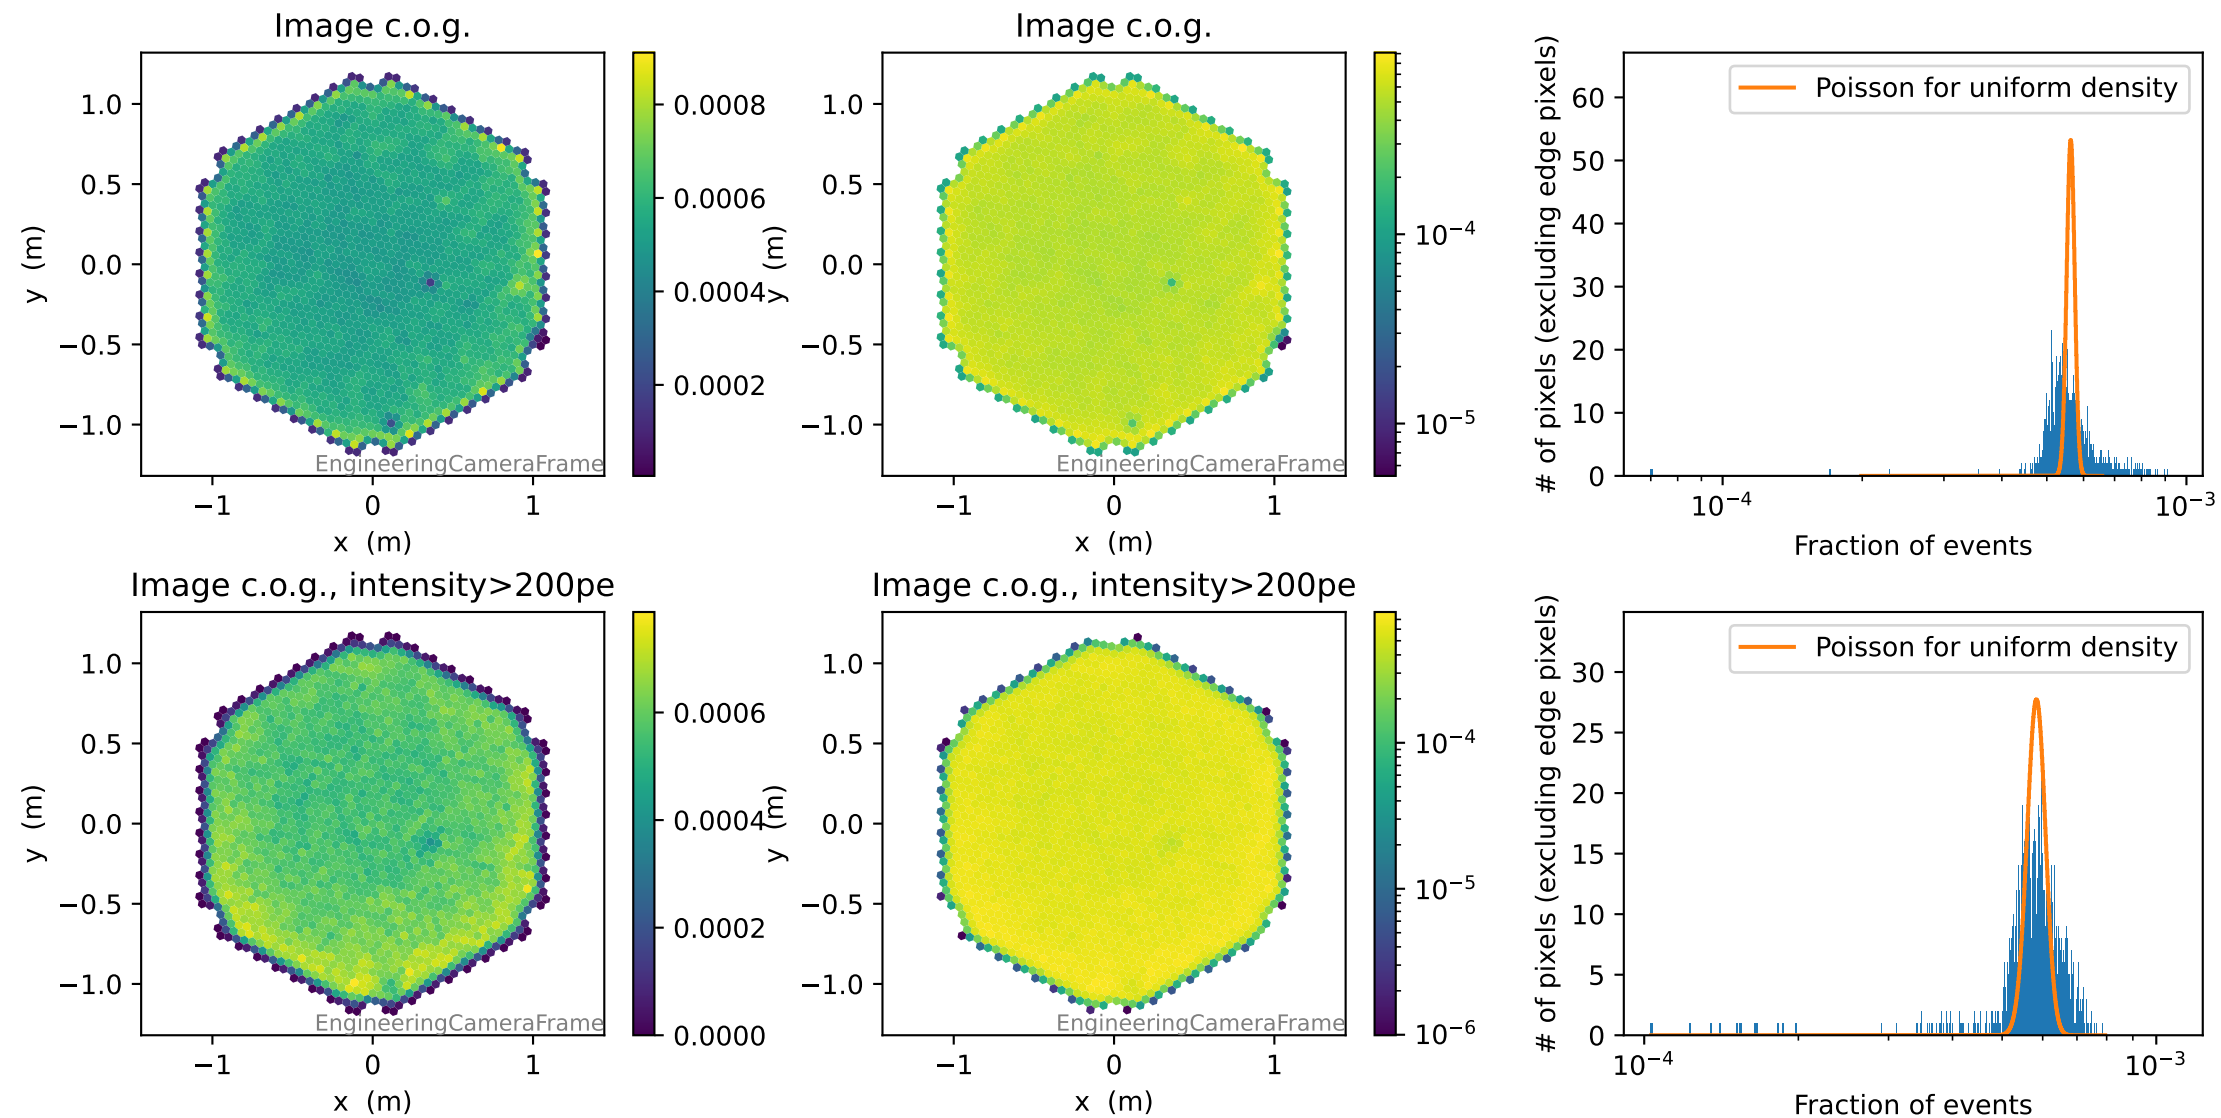 Image c.o.g.
1.0
0.5
0.0
−0.5
−1.0
y (m)
−1
0
1
x (m)
EngineeringCameraFrame
0.0008
0.0006
0.0004
0.0002
Image c.o.g.
1.0
0.5
0.0
−0.5
−1.0
y (m)
−1
0
1
x (m)
EngineeringCameraFrame
10⁻⁴
10⁻⁵
# of pixels (excluding edge pixels)
60
50
40
30
20
10
0
Poisson for uniform density
10⁻⁴
10⁻³
Fraction of events
Image c.o.g., intensity>200pe
1.0
0.5
0.0
−0.5
−1.0
y (m)
−1
0
1
x (m)
EngineeringCameraFrame
0.0006
0.0004
0.0002
0.0000
Image c.o.g., intensity>200pe
1.0
0.5
0.0
−0.5
−1.0
y (m)
−1
0
1
x (m)
EngineeringCameraFrame
10⁻⁴
10⁻⁵
10⁻⁶
# of pixels (excluding edge pixels)
30
25
20
15
10
5
0
Poisson for uniform density
10⁻⁴
10⁻³
Fraction of events